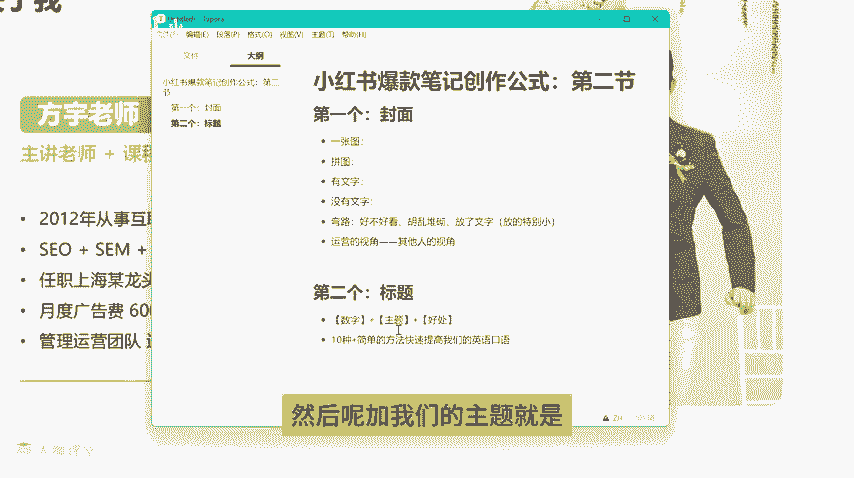 了我
Typora
编辑(E) 段落(P) 格式(O) 视图(V) 主题(T) 帮助(H)
文件 大纲
小红书爆款笔记创作公式：第二节
第一个：封面
第二个：标题
小红书爆款笔记创作公式：第二节
第一个：封面
一张图：
拼图：
有文字：
没有文字：
弯路：好不好看、胡乱堆砌、放了文字（放的特别小）
运营的视角——其他人的视角
第二个：标题
【数字】+【主题】+【好处】
10种+简单的方法快速提高我们的英语口语
方宇老师
主讲老师 + 课
2012年从事互
SEO + SEM +
任职上海某龙头
月度广告费 600
管理运营团队
然后呢加我们的主题就是